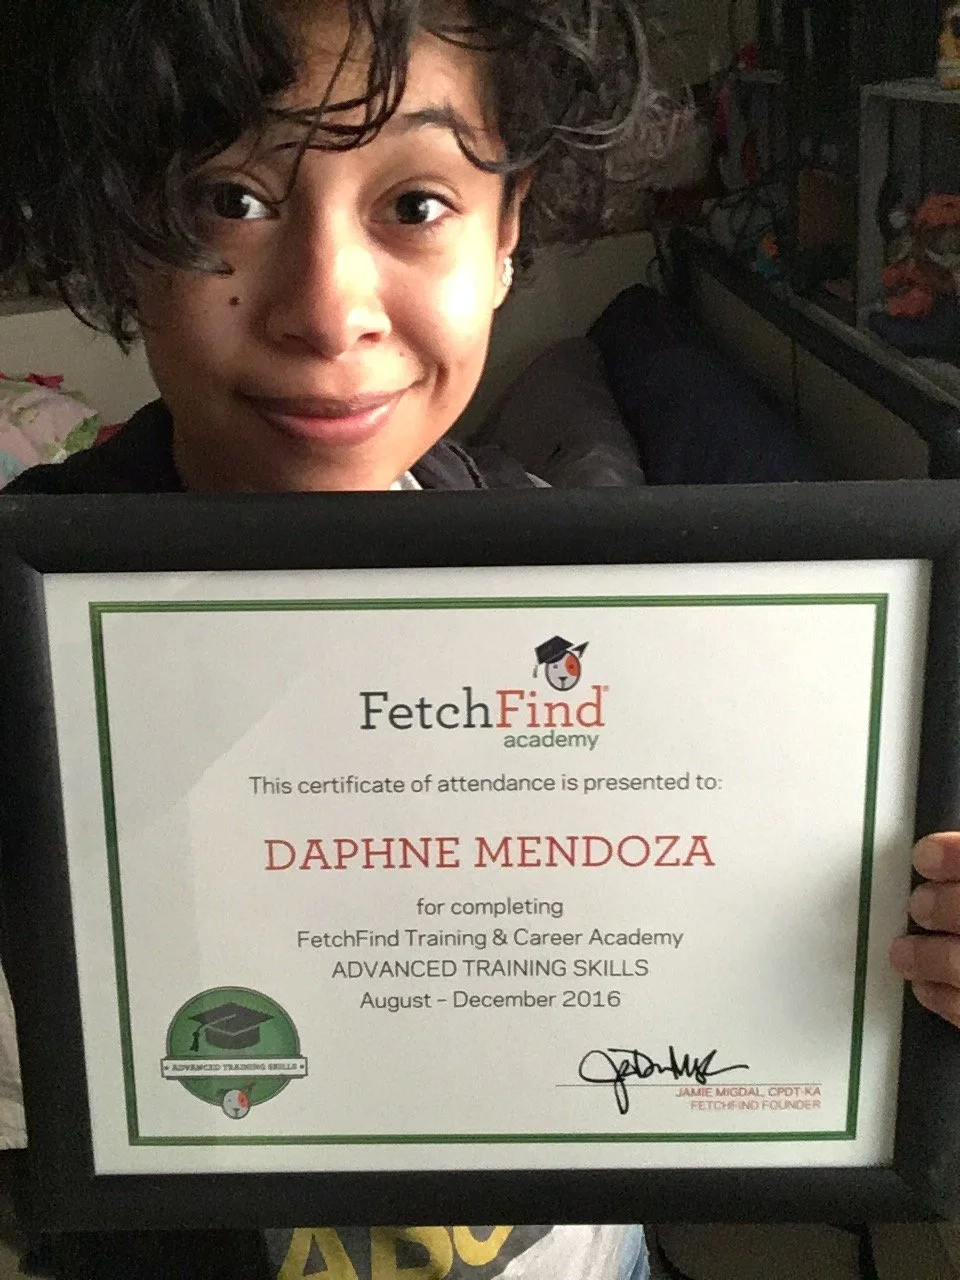 FetchFind®
academy
This certificate of attendance is presented to:
DAPHNE MENDOZA
for completing
FetchFind Training & Career Academy
ADVANCED TRAINING SKILLS
August – December 2016
• ADVANCED TRAINING SKILLS •
JAMIE MIGDAL, CPDT-KA
FETCHFIND FOUNDER